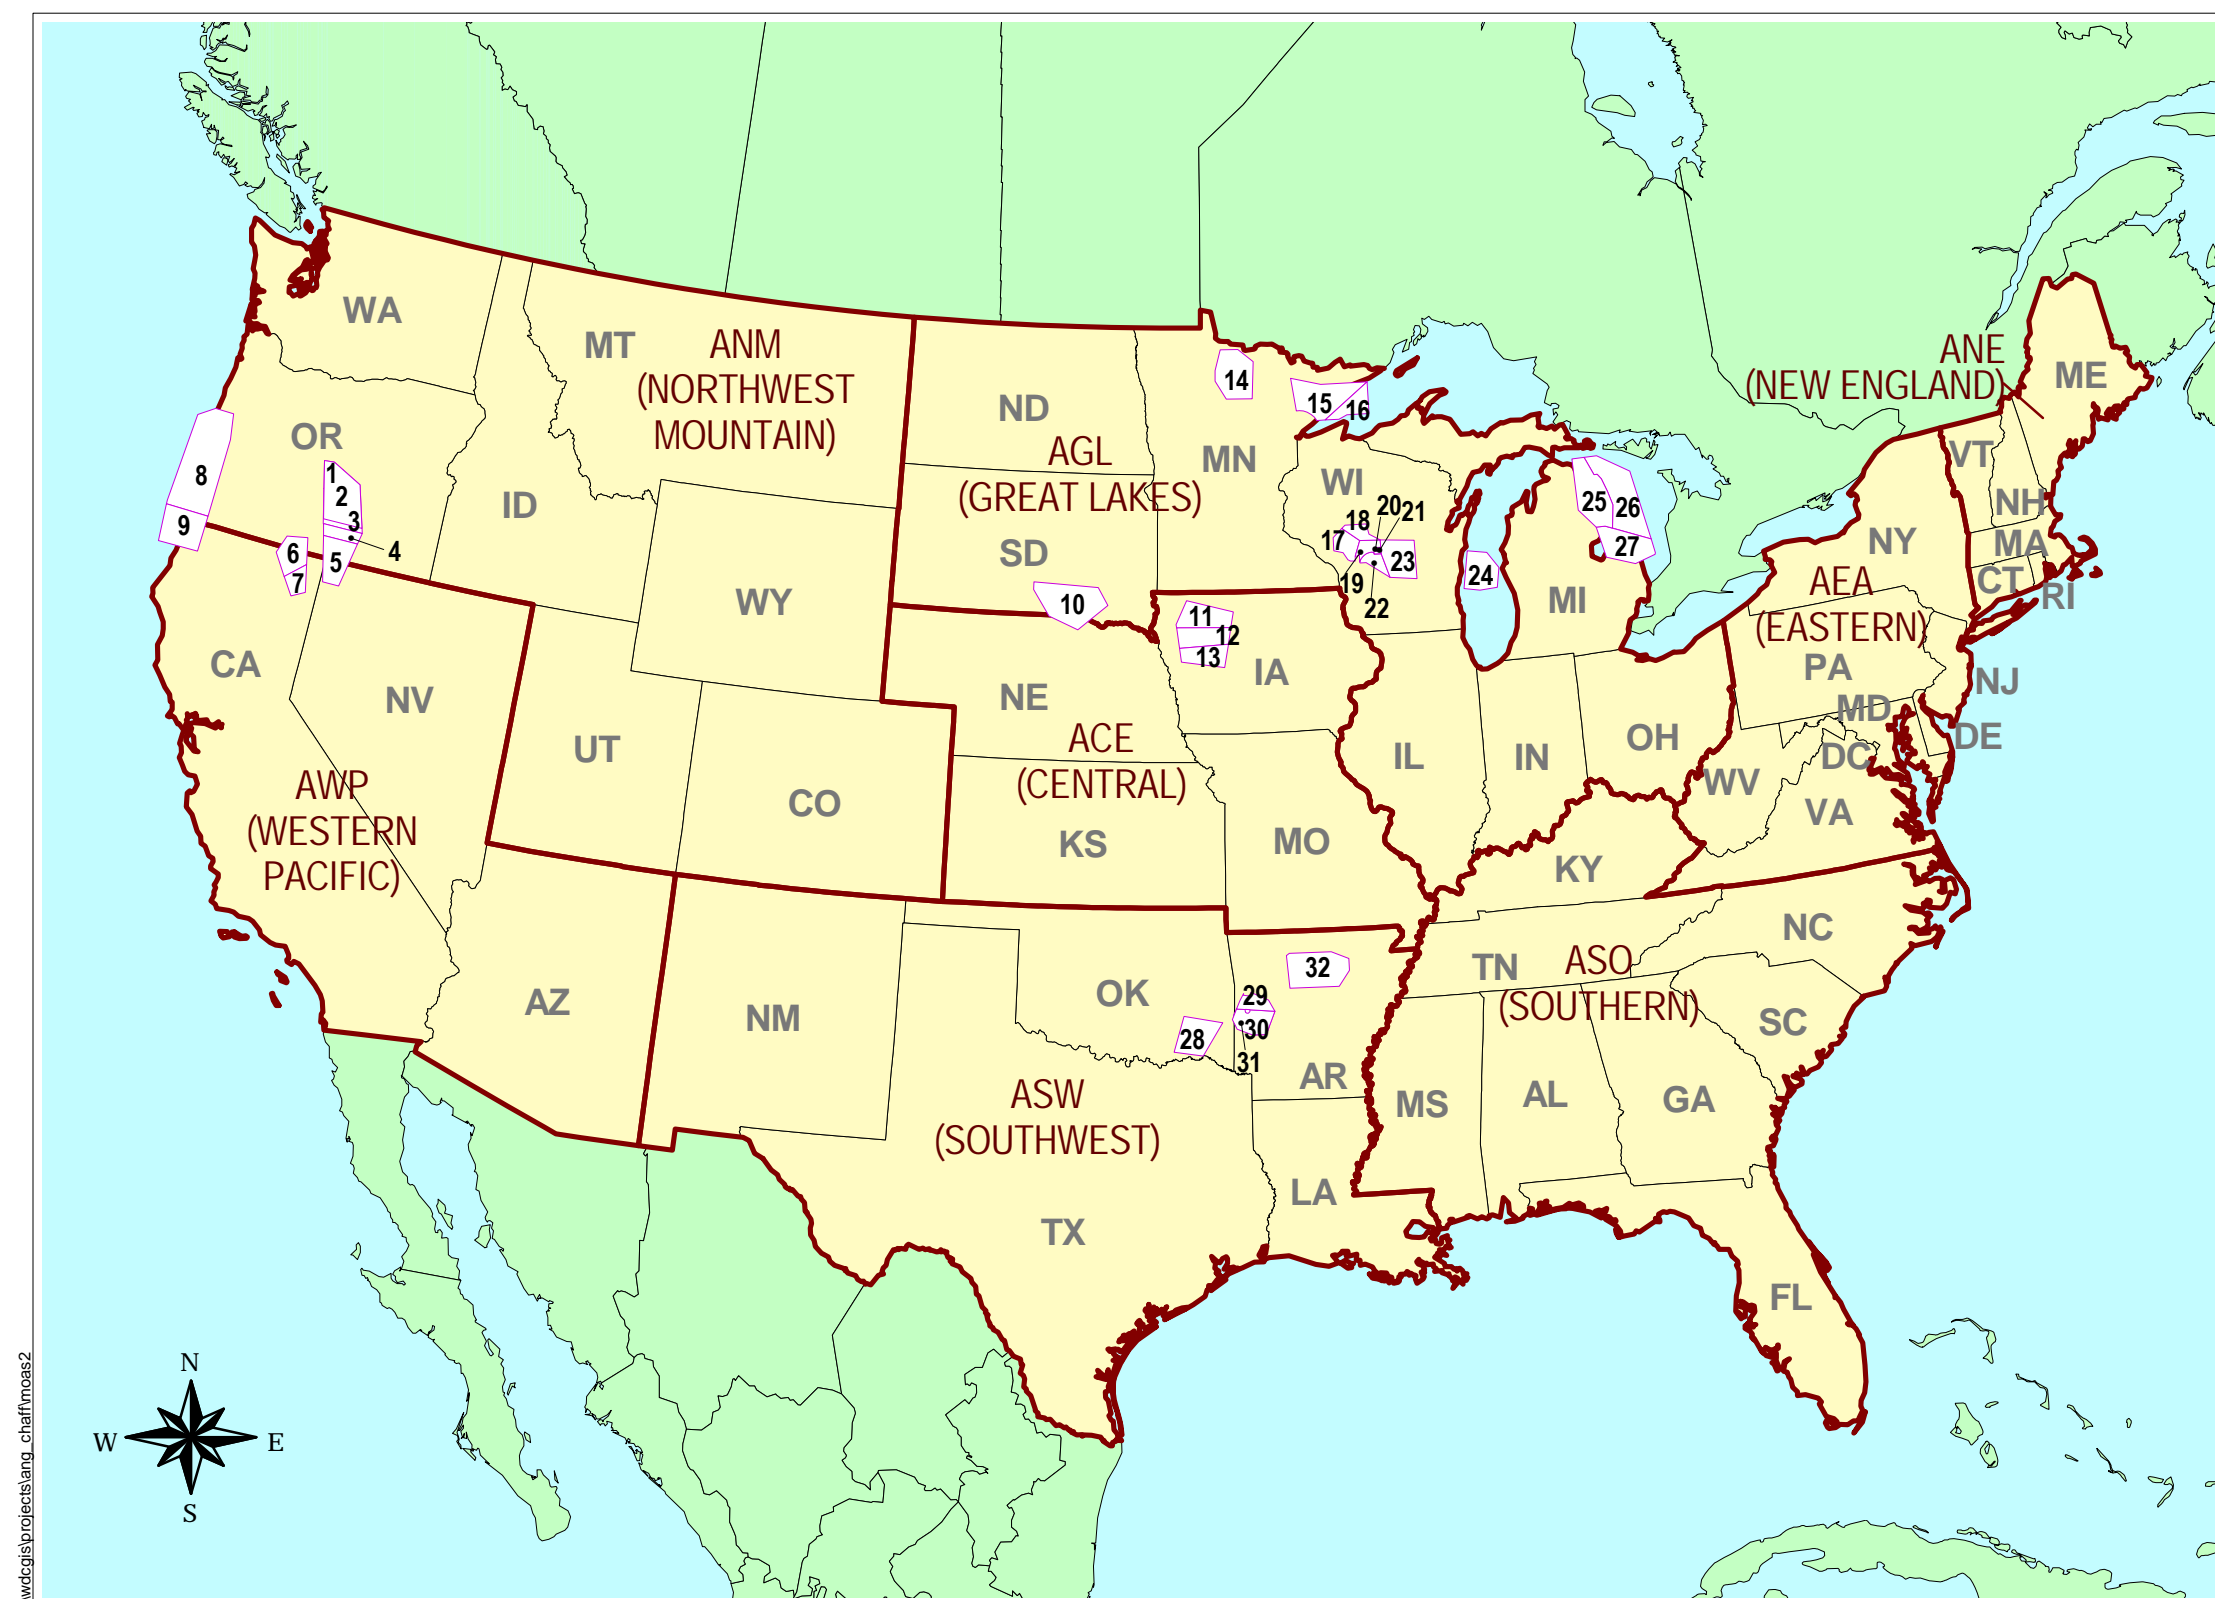 WA
MT
ANM
(NORTHWEST
MOUNTAIN)
OR
ID
WY
ND
AGL
(GREAT LAKES)
SD
MN
WI
MI
ANE
(NEW ENGLAND)
ME
VT
NH
NY
MA
CT
RI
AEA
(EASTERN)
PA
NJ
MD
DE
DC
WV
VA
CA
NV
UT
CO
AWP
(WESTERN
PACIFIC)
NE
IA
ACE
(CENTRAL)
KS
MO
IL
IN
OH
KY
AZ
NM
OK
AR
ASW
(SOUTHWEST)
TX
LA
TN
ASO
(SOUTHERN)
NC
SC
MS
AL
GA
FL
1
2
3
4
5
6
7
8
9
10
11
12
13
14
15
16
17
18
19
20
21
22
23
24
25
26
27
28
29
30
31
32
N
W
E
S
\wdcgis\projects\ang_chaff\moas2